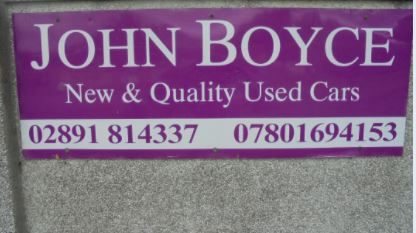 JOHN BOYCE
New & Quality Used Cars
02891 814337 07801694153